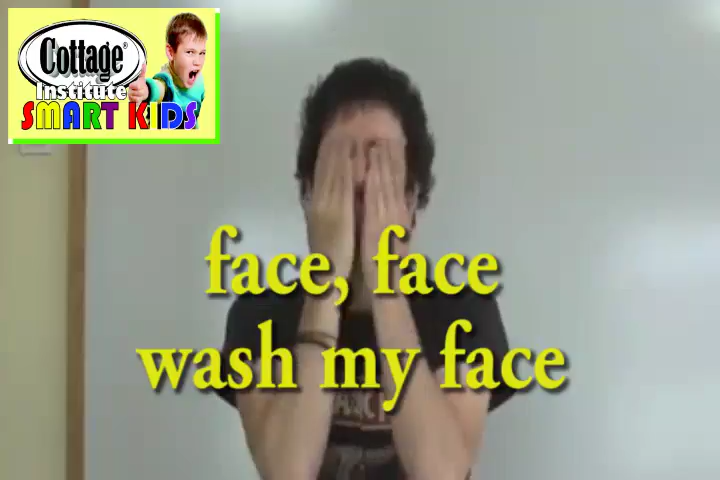 Cottage®
Institute
SMART KIDS
face, face
wash my face